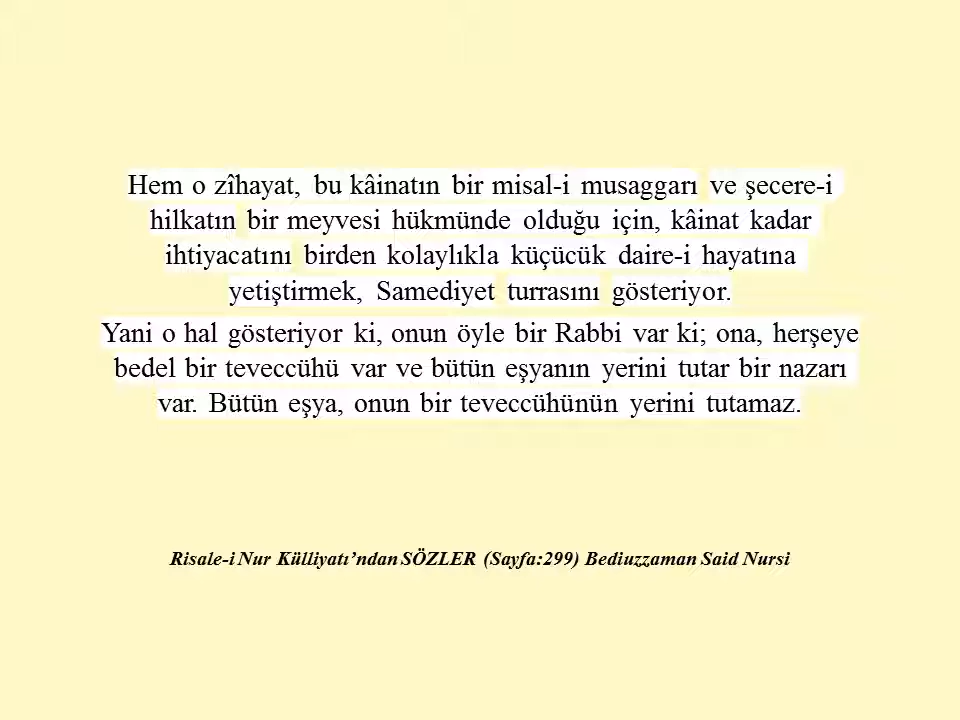 Hem o zîhayat, bu kâinatın bir misal-i musaggarı ve şecere-i
hilkatın bir meyvesi hükmünde olduğu için, kâinat kadar
ihtiyacatını birden kolaylıkla küçücük daire-i hayatına
yetiştirmek, Samediyet turrasını gösteriyor.
Yani o hal gösteriyor ki, onun öyle bir Rabbi var ki; ona, herşeye
bedel bir teveccühü var ve bütün eşyanın yerini tutar bir nazarı
var. Bütün eşya, onun bir teveccühünün yerini tutamaz.
Risale-i Nur Külliyatı’ndan SÖZLER (Sayfa:299) Bediuzzaman Said Nursi